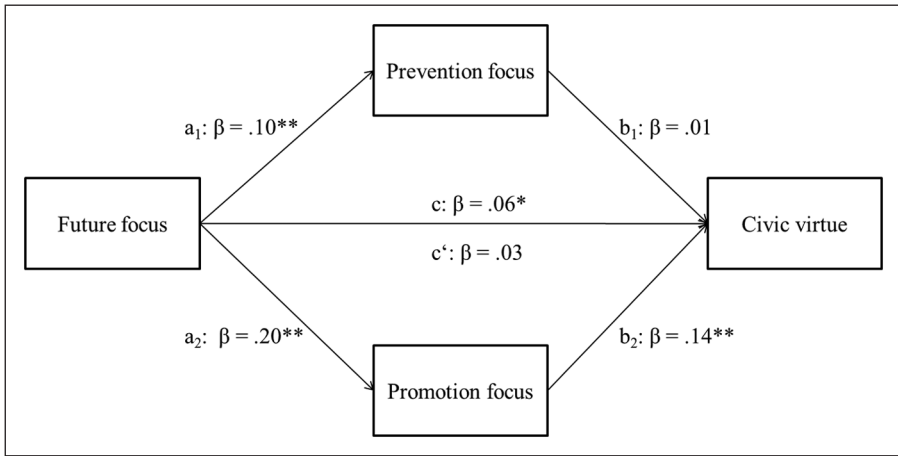 Prevention focus
a₁: β = .10**
b₁: β = .01
Future focus
c: β = .06*
Civic virtue
c‘: β = .03
a₂: β = .20**
b₂: β = .14**
Promotion focus